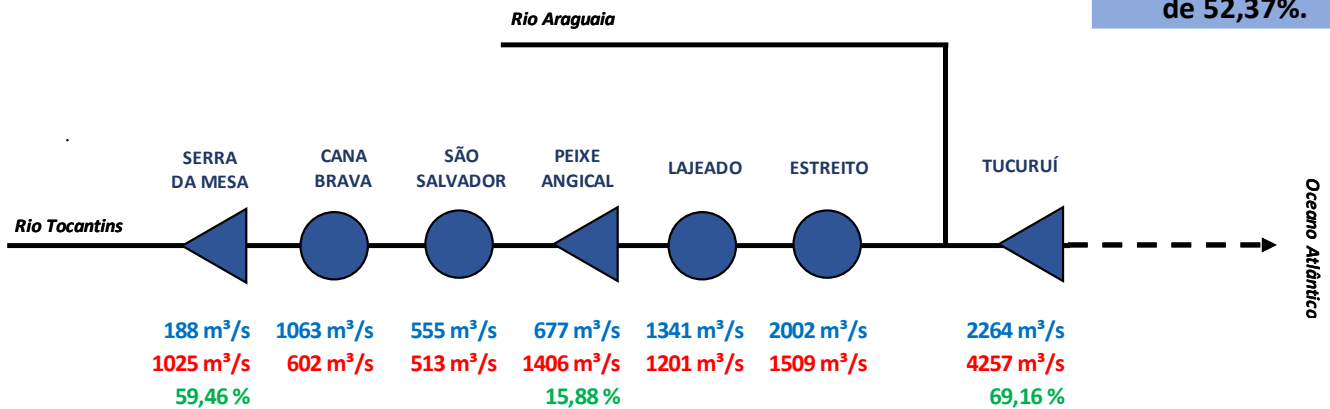 de 52,37%.
Rio Araguaia
SERRA
DA MESA
CANA
BRAVA
SÃO
SALVADOR
PEIXE
ANGICAL
LAJEADO
ESTREITO
TUCURUÍ
Rio Tocantins
Oceano Atlântico
188 m³/s 1063 m³/s 555 m³/s 677 m³/s 1341 m³/s 2002 m³/s 2264 m³/s
1025 m³/s 602 m³/s 513 m³/s 1406 m³/s 1201 m³/s 1509 m³/s 4257 m³/s
59,46 % 15,88 % 69,16 %